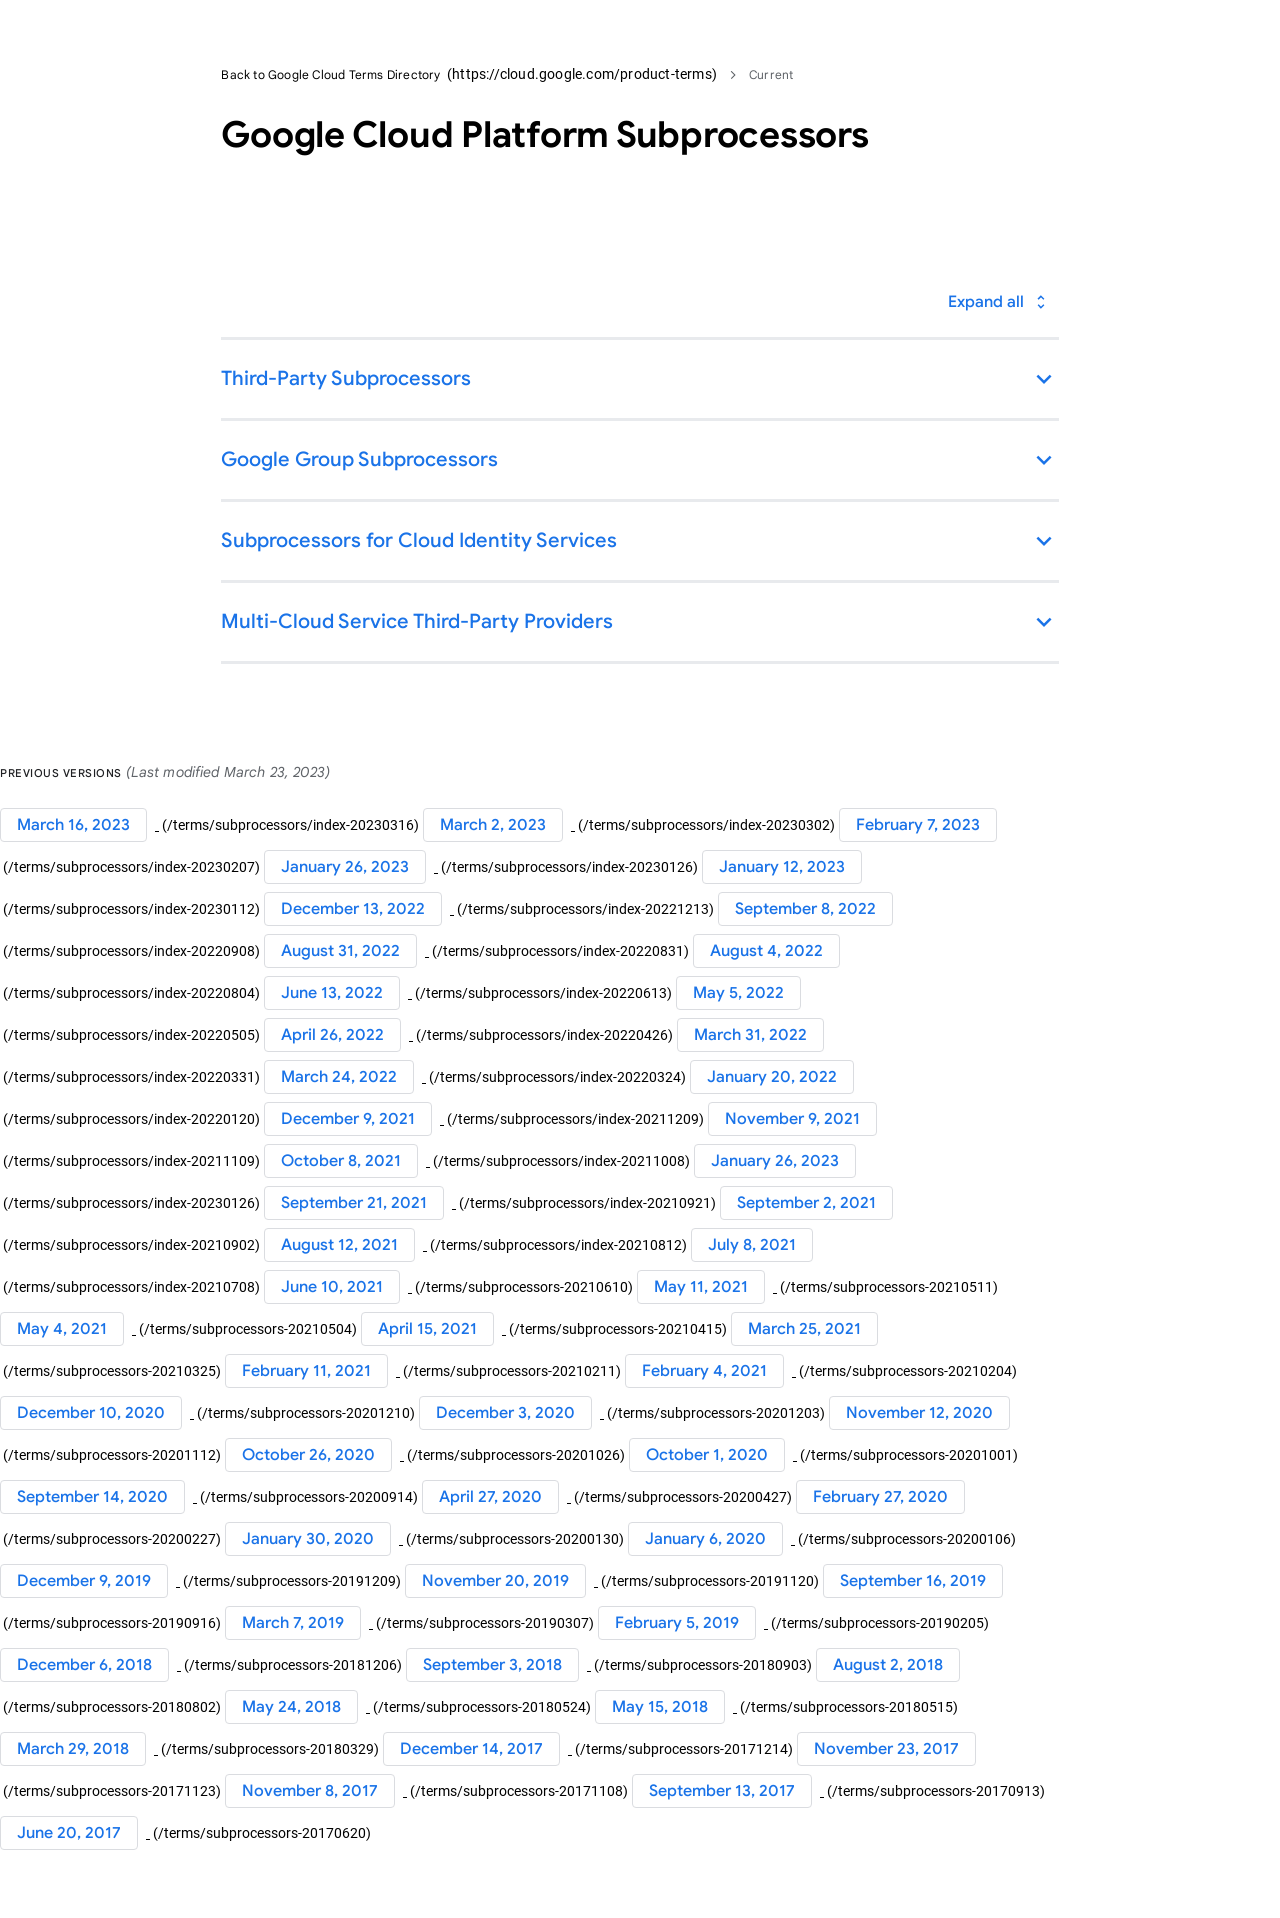 Back to Google Cloud Terms Directory (https://cloud.google.com/product-terms) > Current
Google Cloud Platform Subprocessors
Expand all
Third-Party Subprocessors
Google Group Subprocessors
Subprocessors for Cloud Identity Services
Multi-Cloud Service Third-Party Providers
PREVIOUS VERSIONS (Last modified March 23, 2023)
March 16, 2023 (/terms/subprocessors/index-20230316) March 2, 2023 (/terms/subprocessors/index-20230302) February 7, 2023
(/terms/subprocessors/index-20230207) January 26, 2023 (/terms/subprocessors/index-20230126) January 12, 2023
(/terms/subprocessors/index-20230112) December 13, 2022 (/terms/subprocessors/index-20221213) September 8, 2022
(/terms/subprocessors/index-20220908) August 31, 2022 (/terms/subprocessors/index-20220831) August 4, 2022
(/terms/subprocessors/index-20220804) June 13, 2022 (/terms/subprocessors/index-20220613) May 5, 2022
(/terms/subprocessors/index-20220505) April 26, 2022 (/terms/subprocessors/index-20220426) March 31, 2022
(/terms/subprocessors/index-20220331) March 24, 2022 (/terms/subprocessors/index-20220324) January 20, 2022
(/terms/subprocessors/index-20220120) December 9, 2021 (/terms/subprocessors/index-20211209) November 9, 2021
(/terms/subprocessors/index-20211109) October 8, 2021 (/terms/subprocessors/index-20211008) January 26, 2023
(/terms/subprocessors/index-20230126) September 21, 2021 (/terms/subprocessors/index-20210921) September 2, 2021
(/terms/subprocessors/index-20210902) August 12, 2021 (/terms/subprocessors/index-20210812) July 8, 2021
(/terms/subprocessors/index-20210708) June 10, 2021 (/terms/subprocessors-20210610) May 11, 2021 (/terms/subprocessors-20210511)
May 4, 2021 (/terms/subprocessors-20210504) April 15, 2021 (/terms/subprocessors-20210415) March 25, 2021
(/terms/subprocessors-20210325) February 11, 2021 (/terms/subprocessors-20210211) February 4, 2021 (/terms/subprocessors-20210204)
December 10, 2020 (/terms/subprocessors-20201210) December 3, 2020 (/terms/subprocessors-20201203) November 12, 2020
(/terms/subprocessors-20201112) October 26, 2020 (/terms/subprocessors-20201026) October 1, 2020 (/terms/subprocessors-20201001)
September 14, 2020 (/terms/subprocessors-20200914) April 27, 2020 (/terms/subprocessors-20200427) February 27, 2020
(/terms/subprocessors-20200227) January 30, 2020 (/terms/subprocessors-20200130) January 6, 2020 (/terms/subprocessors-20200106)
December 9, 2019 (/terms/subprocessors-20191209) November 20, 2019 (/terms/subprocessors-20191120) September 16, 2019
(/terms/subprocessors-20190916) March 7, 2019 (/terms/subprocessors-20190307) February 5, 2019 (/terms/subprocessors-20190205)
December 6, 2018 (/terms/subprocessors-20181206) September 3, 2018 (/terms/subprocessors-20180903) August 2, 2018
(/terms/subprocessors-20180802) May 24, 2018 (/terms/subprocessors-20180524) May 15, 2018 (/terms/subprocessors-20180515)
March 29, 2018 (/terms/subprocessors-20180329) December 14, 2017 (/terms/subprocessors-20171214) November 23, 2017
(/terms/subprocessors-20171123) November 8, 2017 (/terms/subprocessors-20171108) September 13, 2017 (/terms/subprocessors-20170913)
June 20, 2017 (/terms/subprocessors-20170620)